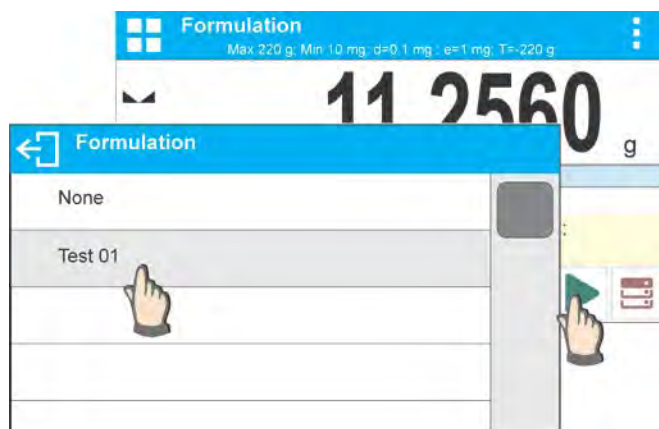 Formulation
Max 220 g; Min 10 mg; d=0.1 mg ; e=1 mg; T=-220 g
11.2560
g
Formulation
None
Test 01
: